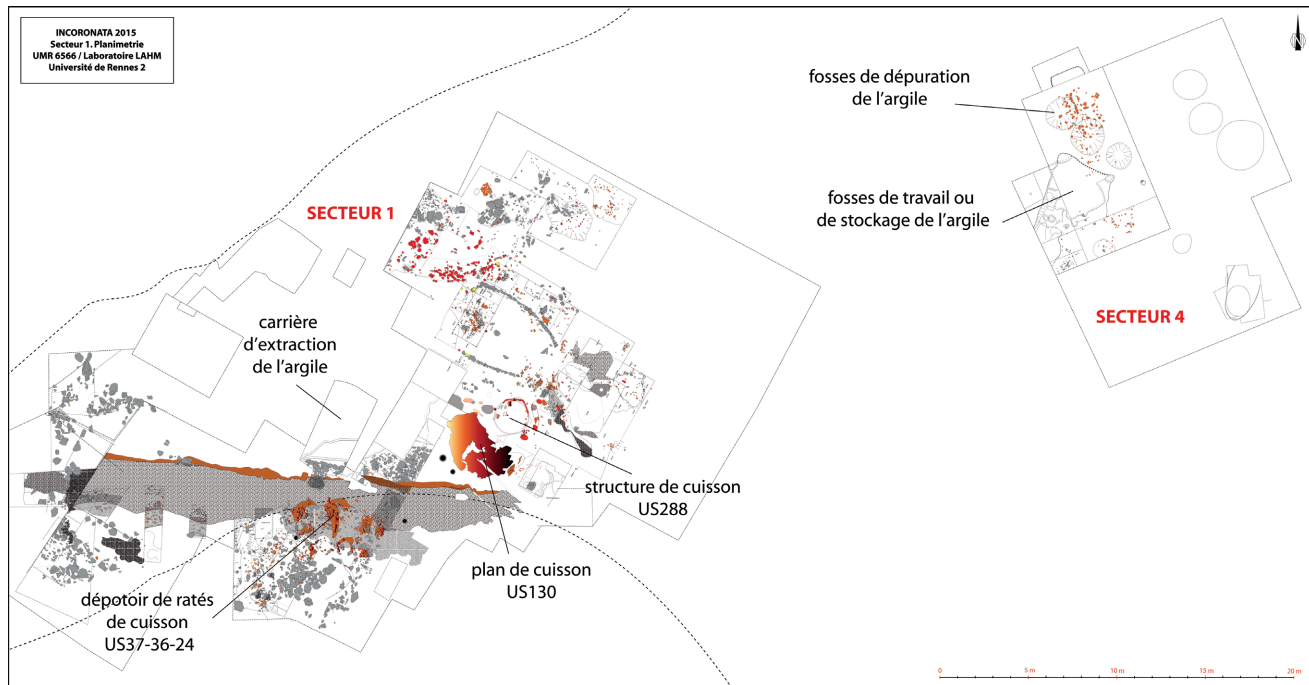 INCORONATA 2015
Secteur 1. Planimetrie
UMR 6566 / Laboratoire LAHM
Université de Rennes 2
N
fosses de dépuration
de l'argile
fosses de travail ou
de stockage de l'argile
SECTEUR 1
SECTEUR 4
carrière
d'extraction
de l'argile
structure de cuisson
US288
plan de cuisson
US130
dépotoir de ratés
de cuisson
US37-36-24
0 5 m 10 m 15 m 20 m